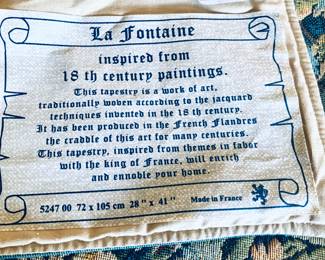 La Fontaine
inspired from
18 th century paintings.
This tapestry is a work of art,
traditionally woven according to the jacquard
techniques invented in the 18 th century.
It has been produced in the French Flandres
the craddle of this art for many centuries.
This tapestry, inspired from themes in fabor
with the king of France, will enrich
and ennoble your home.
5247 00 72 x 105 cm 28" x 41" Made in France